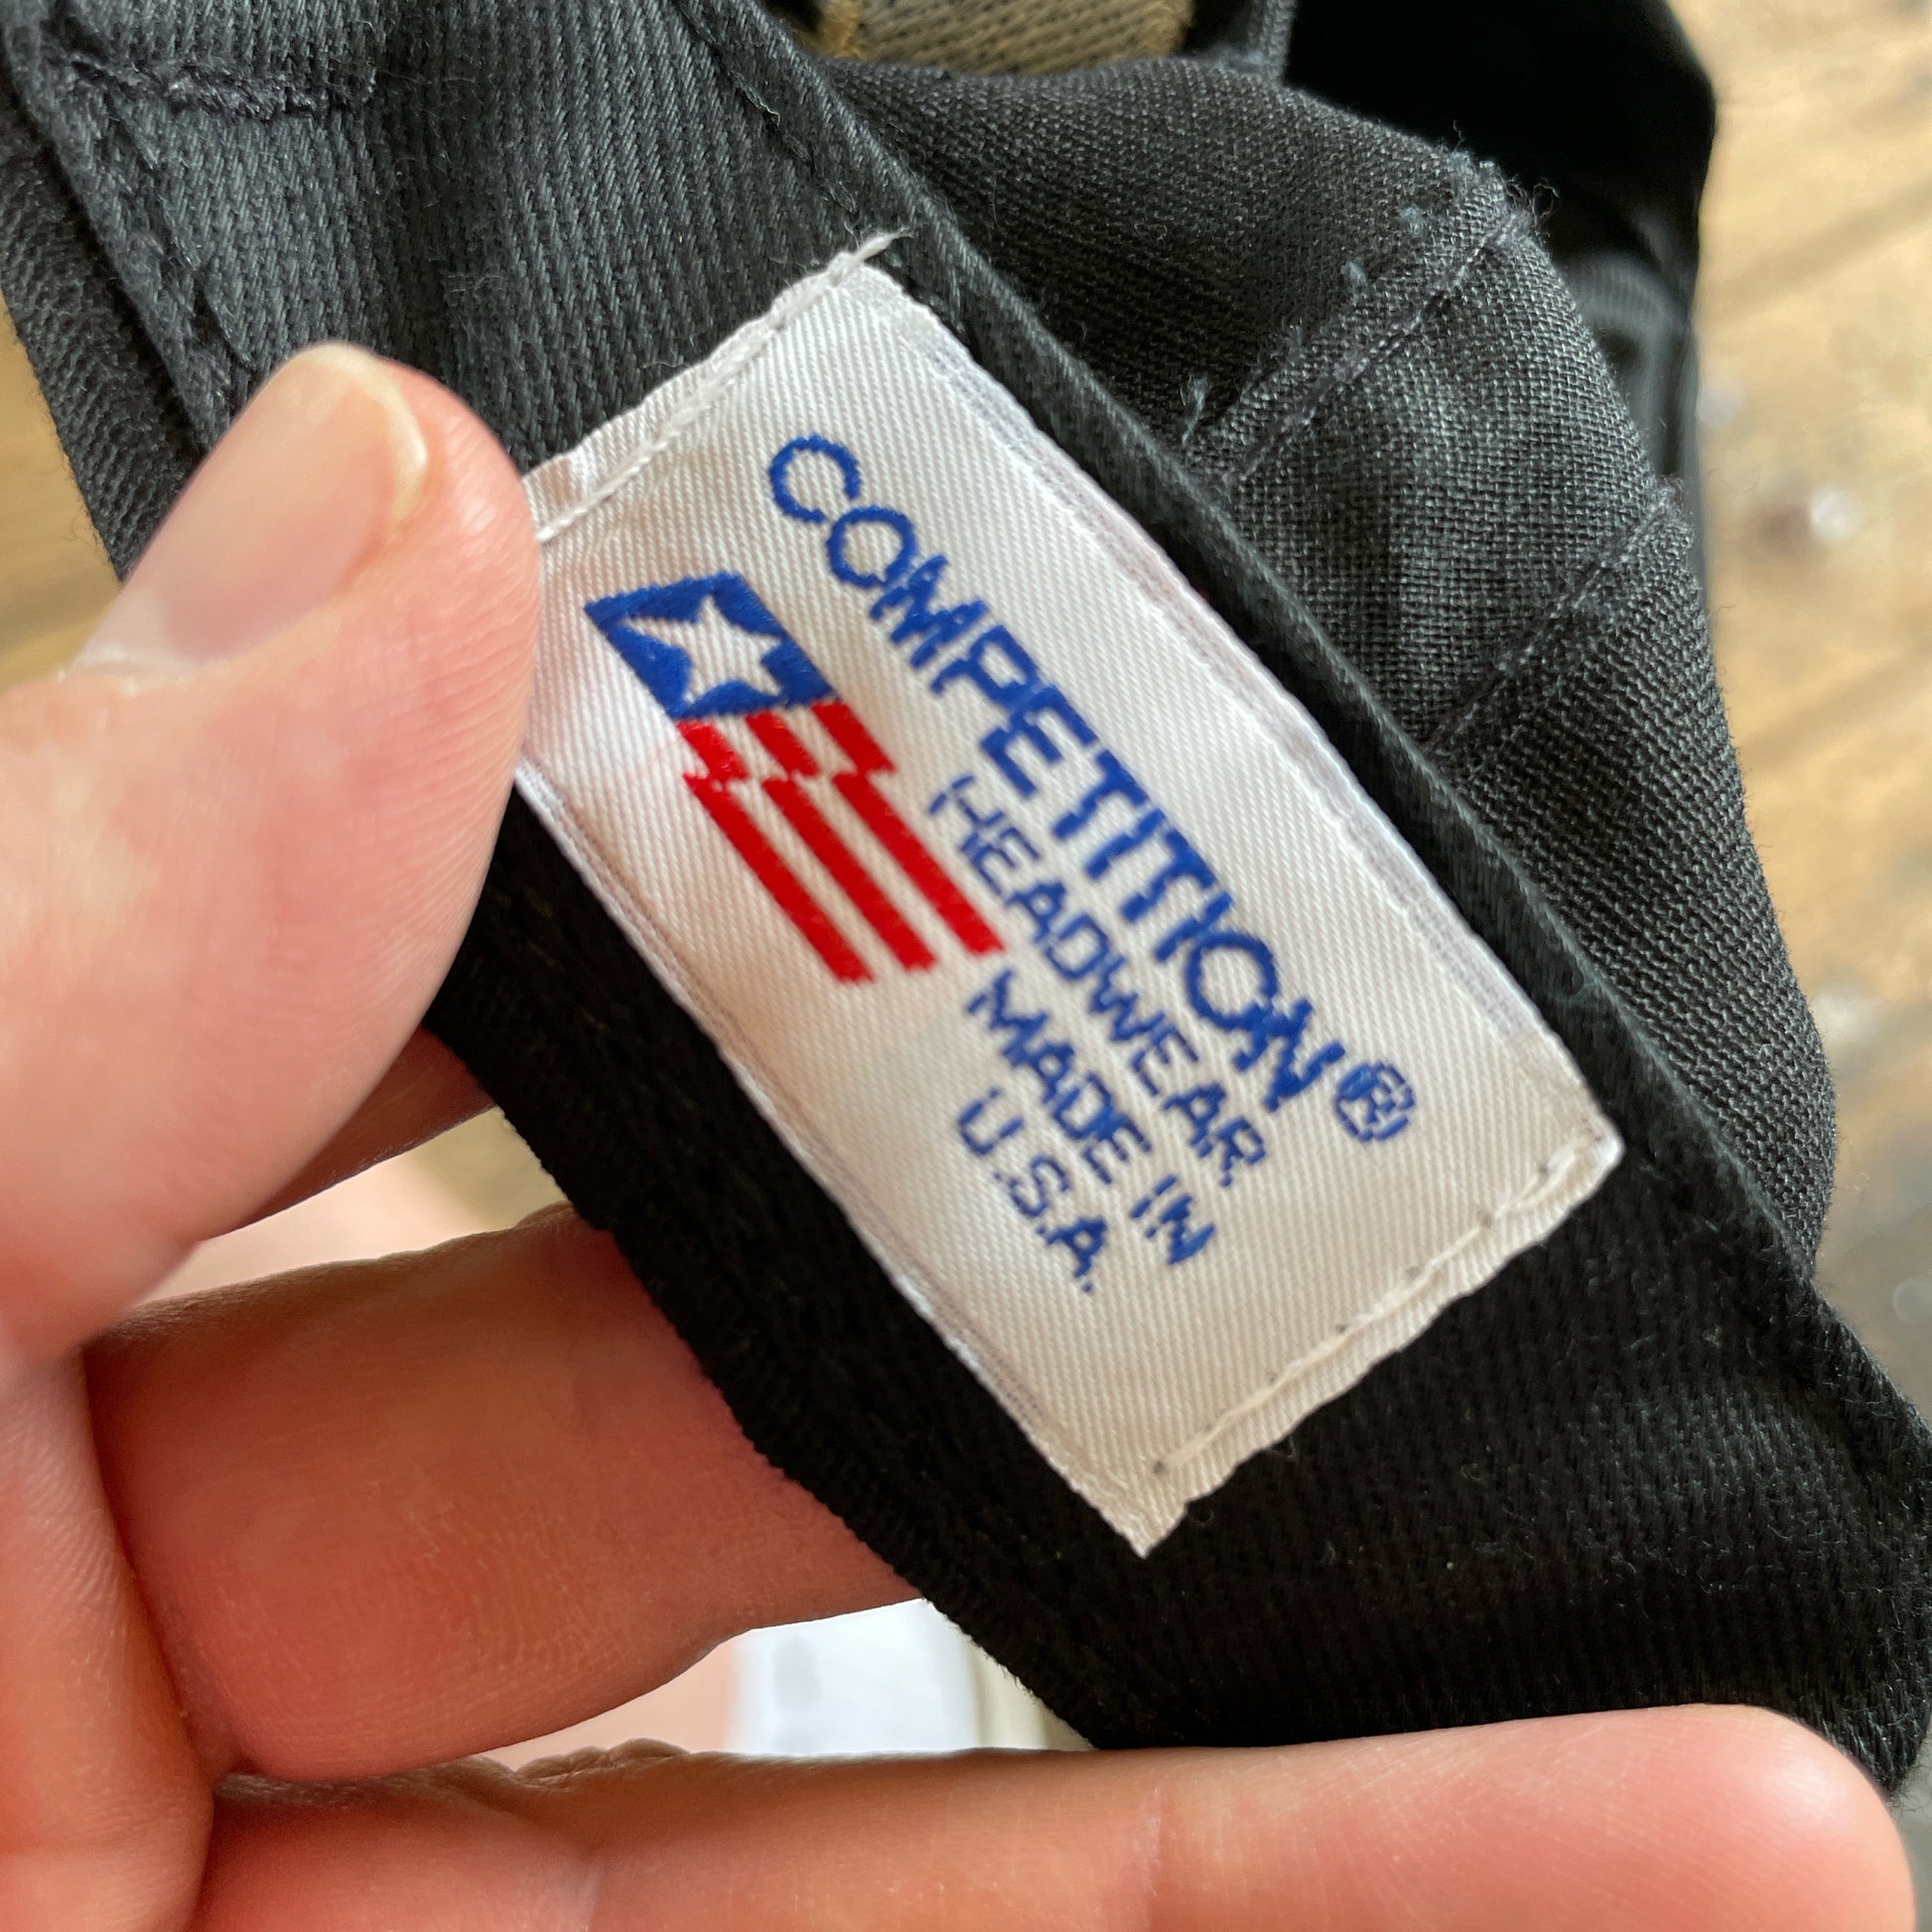 COMPETITION®
HEADWEAR
MADE IN
U.S.A.